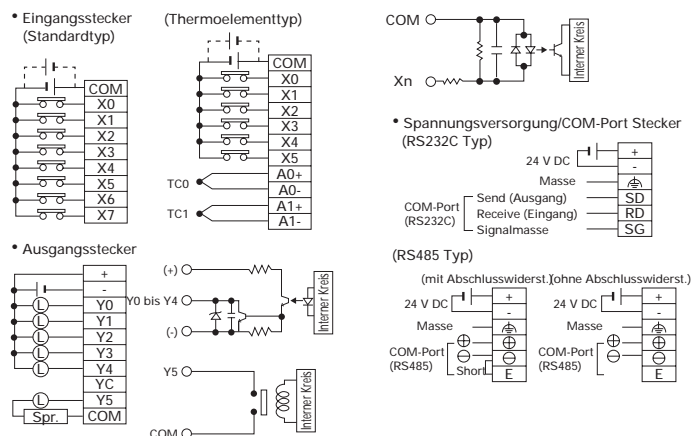 • Eingangsstecker
(Standardtyp)
COM
X0
X1
X2
X3
X4
X5
X6
X7
(Thermoelementtyp)
COM
X0
X1
X2
X3
X4
X5
TC0
A0+
A0-
TC1
A1+
A1-
• Ausgangsstecker
+
-
L Y0
L Y1
L Y2
L Y3
L Y4
YC
L Y5
Spr. COM
(+)
Y0 bis Y4
(-)
Interner Kreis
Y5
COM
Interner Kreis
COM
Xn
Interner Kreis
• Spannungsversorgung/COM-Port Stecker
(RS232C Typ)
24 V DC
+
-
Masse
COM-Port
(RS232C)
Send (Ausgang) SD
Receive (Eingang) RD
Signalmasse SG
(RS485 Typ)
(mit Abschlusswiderst.)
24 V DC
+
-
Masse
COM-Port
(RS485)
+ +
- -
Short E
(ohne Abschlusswiderst.)
24 V DC
+
-
Masse
COM-Port
(RS485)
+ +
- -
E